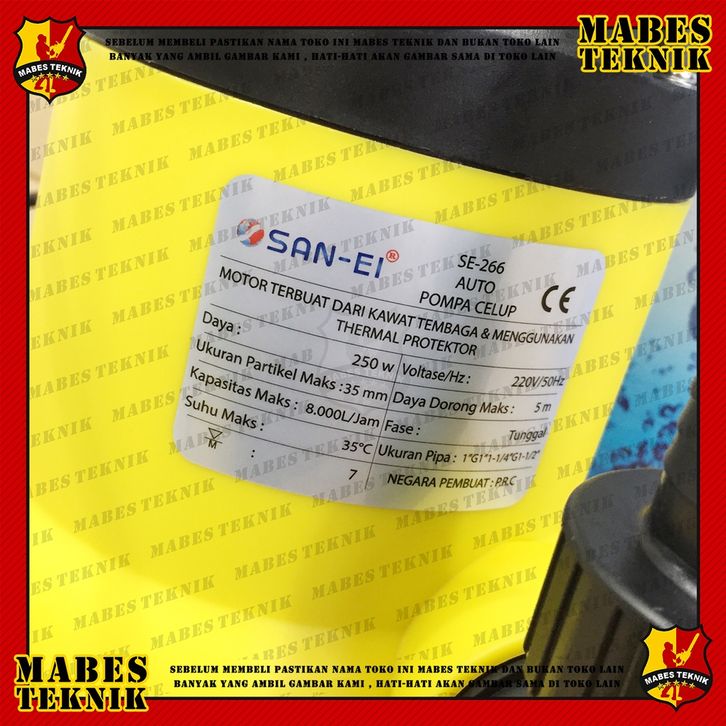 SEBELUM MEMBELI PASTIKAN NAMA TOKO INI MABES TEKNIK DAN BUKAN TOKO LAIN
BANYAK YANG AMBIL GAMBAR KAMI , HATI-HATI AKAN GAMBAR SAMA DI TOKO LAIN
MABES
TEKNIK
MABES TEKNIK
SAN-EI®
SE-266
AUTO
POMPA CELUP
CE
MOTOR TERBUAT DARI KAWAT TEMBAGA & MENGGUNAKAN
THERMAL PROTEKTOR
Daya : 250 w Voltase/Hz : 220V/50Hz
Ukuran Partikel Maks : 35 mm Daya Dorong Maks : 5 m
Kapasitas Maks : 8.000L/Jam Fase : Tunggal
Suhu Maks : 35°C Ukuran Pipa : 1"G1"1-1/4"G1-1/2"
M : 7 NEGARA PEMBUAT : P.R.C
MABES
TEKNIK
SEBELUM MEMBELI PASTIKAN NAMA TOKO INI MABES TEKNIK DAN BUKAN TOKO LAIN
BANYAK YANG AMBIL GAMBAR KAMI , HATI-HATI AKAN GAMBAR SAMA DI TOKO LAIN
MABES TEKNIK